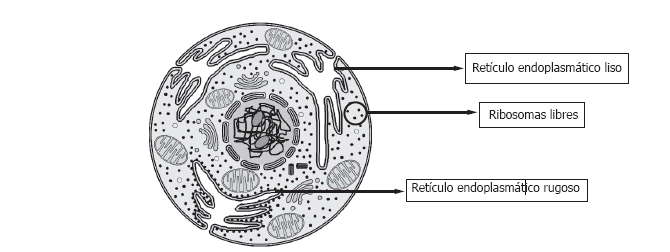 Retículo endoplasmático liso
Ribosomas libres
Retículo endoplasmático rugoso